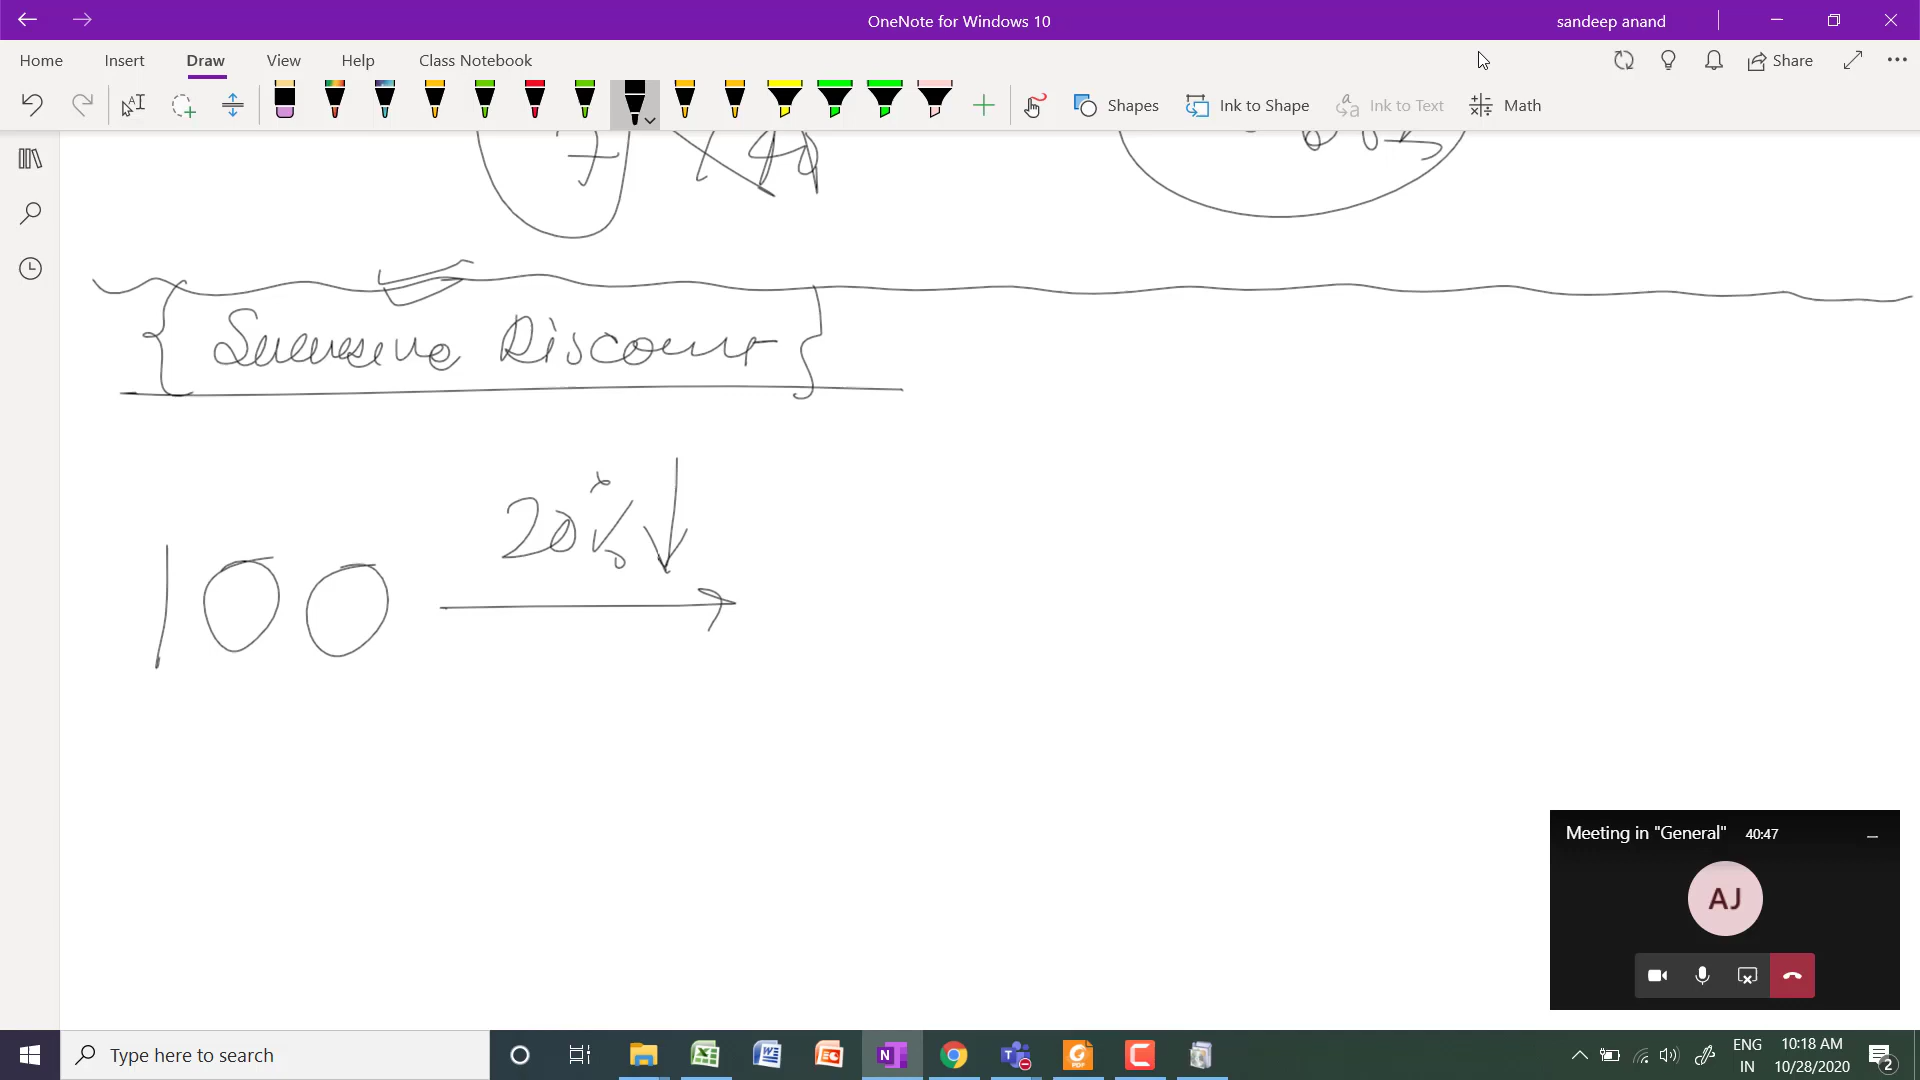 OneNote for Windows 10
sandeep anand
Home Insert Draw View Help Class Notebook
Share
Shapes Ink to Shape Ink to Text Math
{ Successive Discount }
20% ↓
100 →
Meeting in "General" 40:47
AJ
Type here to search
ENG
IN
10:18 AM
10/28/2020
2